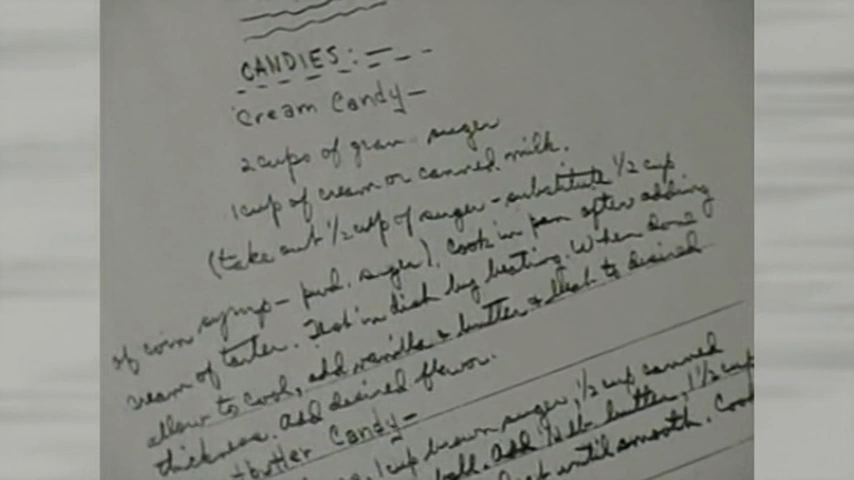 CANDIES: —
Cream Candy —
2 cups of gran. sugar
1 cup of cream or canned milk.
(take out 1/2 cup of sugar - substitute 1/2 cup
of corn syrup - pwd. sugar). Cook in pan after adding
cream of tarter. Test in dish by beating. When done
allow to cool, add vanilla & butter & beat to desired
thickness. Add desired flavor.
butter Candy —
1 cup brown sugar 1/2 cup canned
ball. Add 1/4 lb butter, 1 1/2 cup
until smooth. Cook